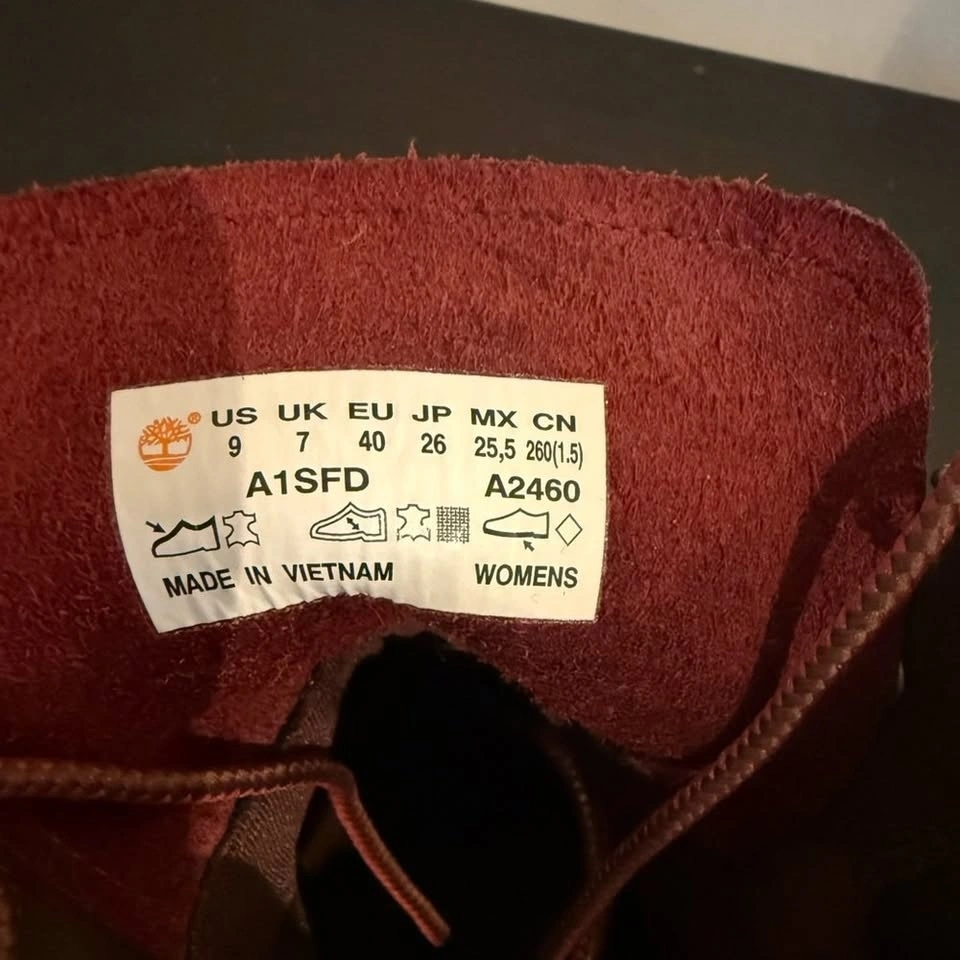 ® US UK EU JP MX CN
9 7 40 26 25,5 260(1.5)
A1SFD A2460
MADE IN VIETNAM WOMENS